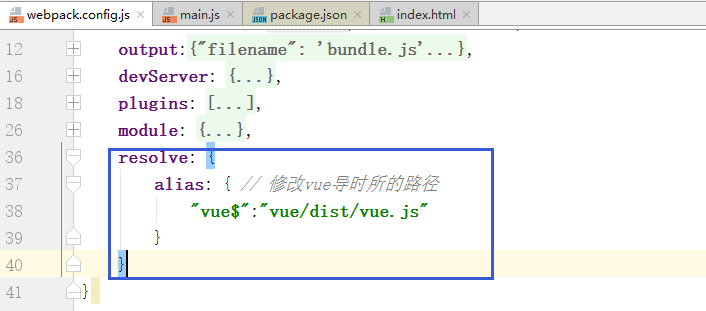 webpack.config.js main.js package.json index.html
12 output:{"filename": 'bundle.js'...},
16 devServer: {...},
18 plugins: [...],
26 module: {...},
36 resolve: {
37 alias: { // 修改vue导时所的路径
38 "vue$":"vue/dist/vue.js"
39 }
40 }
41 }